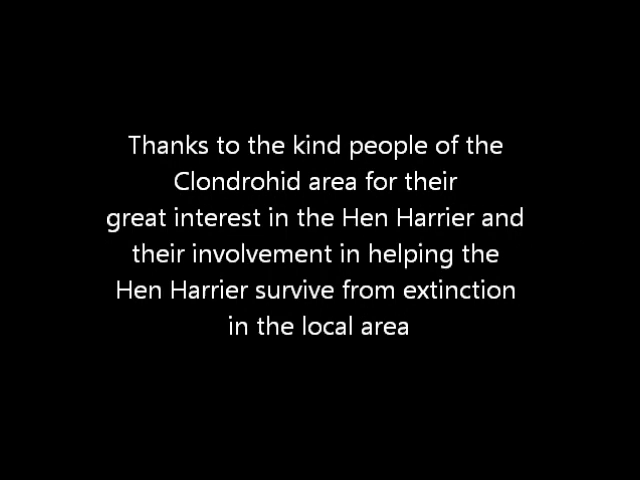 Thanks to the kind people of the
Clondrohid area for their
great interest in the Hen Harrier and
their involvement in helping the
Hen Harrier survive from extinction
in the local area